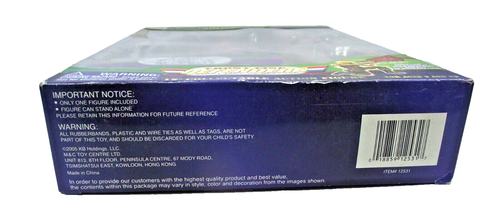 WARNING:
IMPORTANT NOTICE:
• ONLY ONE FIGURE INCLUDED
• FIGURE CAN STAND ALONE
PLEASE RETAIN THIS INFORMATION FOR FUTURE REFERENCE
WARNING:
ALL RUBBERBANDS, PLASTIC AND WIRE TIES AS WELL AS TAGS, ARE NOT
PART OF THIS TOY, AND SHOULD BE DISCARDED FOR YOUR CHILD'S SAFETY.
©2005 KB Holdings, LLC.
M&C TOY CENTRE LTD.
UNIT 813, 8TH FLOOR, PENINSULA CENTRE, 67 MODY ROAD,
TSIMSHATSUI EAST, KOWLOON, HONG KONG
Made in China
In order to provide our customers with the highest quality product and best value,
the contents within this package may vary in style, color and decoration from the images shown.
ITEM# 12531